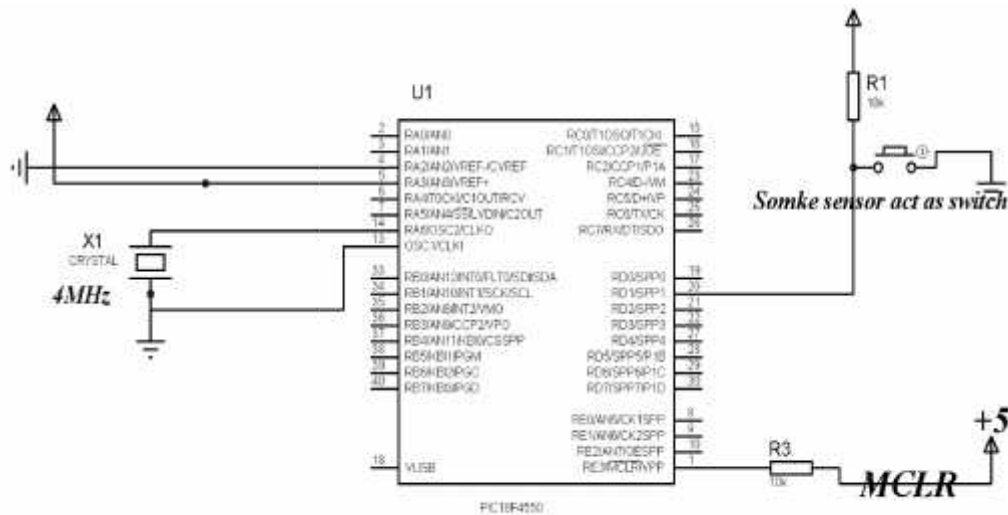 U1
R1
10k
Somke sensor act as switch
X1
CRYSTAL
4MHz
2 RA0/AN0
3 RA1/AN1
4 RA2/AN2/VREF-/CVREF
5 RA3/AN3/VREF+
6 RA4/T0CKI/C1OUT/RCV
7 RA5/AN4/SS/LVDIN/C2OUT
14 RA6/OSC2/CLKO
13 OSC1/CLKI
33 RB0/AN12/INT0/FLT0/SDI/SDA
34 RB1/AN10/INT1/SCK/SCL
35 RB2/AN8/INT2/VMO
36 RB3/AN9/CCP2/VPO
37 RB4/AN11/KBI0/CSSPP
38 RB5/KBI1/PGM
39 RB6/KBI2/PGC
40 RB7/KBI3/PGD
18 VUSB
RC0/T1OSO/T1CKI 15
RC1/T1OSI/CCP2/UOE 16
RC2/CCP1/P1A 17
RC4/D-/VM 23
RC5/D+/VP 24
RC6/TX/CK 25
RC7/RX/DT/SDO 26
RD0/SPP0 19
RD1/SPP1 20
RD2/SPP2 21
RD3/SPP3 22
RD4/SPP4 27
RD5/SPP5/P1B 28
RD6/SPP6/P1C 29
RD7/SPP7/P1D 30
RE0/AN5/CK1SPP 8
RE1/AN6/CK2SPP 9
RE2/AN7/OESPP 10
RE3/MCLR/VPP 1
PIC18F4550
R3
10k
MCLR
+5